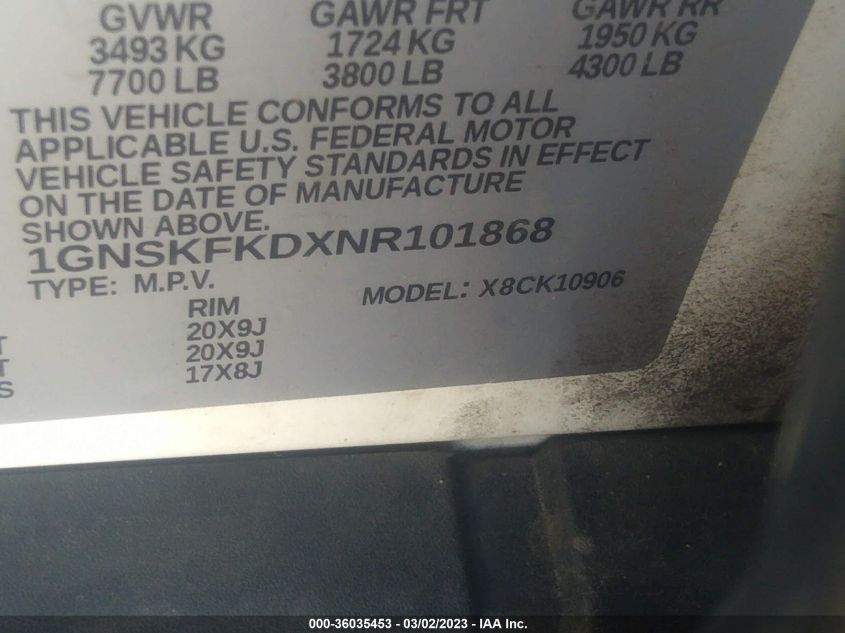 GVWR GAWR FRT GAWR RR
3493 KG 1724 KG 1950 KG
7700 LB 3800 LB 4300 LB
THIS VEHICLE CONFORMS TO ALL
APPLICABLE U.S. FEDERAL MOTOR
VEHICLE SAFETY STANDARDS IN EFFECT
ON THE DATE OF MANUFACTURE
SHOWN ABOVE.
1GNSKFKDXNR101868
TYPE: M.P.V. MODEL: X8CK10906
RIM
T 20X9J
T 20X9J
S 17X8J
000-36035453 - 03/02/2023 - IAA Inc.